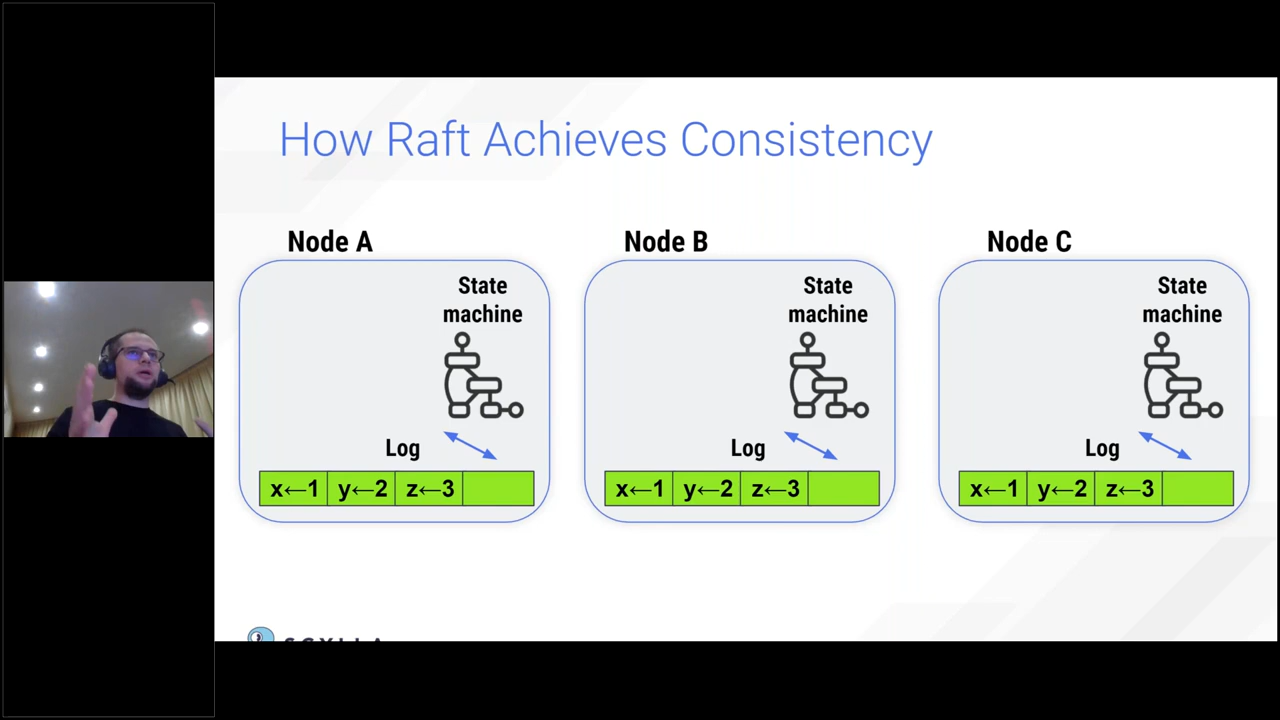 How Raft Achieves Consistency
Node A
State
machine
Log
x←1 y←2 z←3
Node B
State
machine
Log
x←1 y←2 z←3
Node C
State
machine
Log
x←1 y←2 z←3
SCYLLA